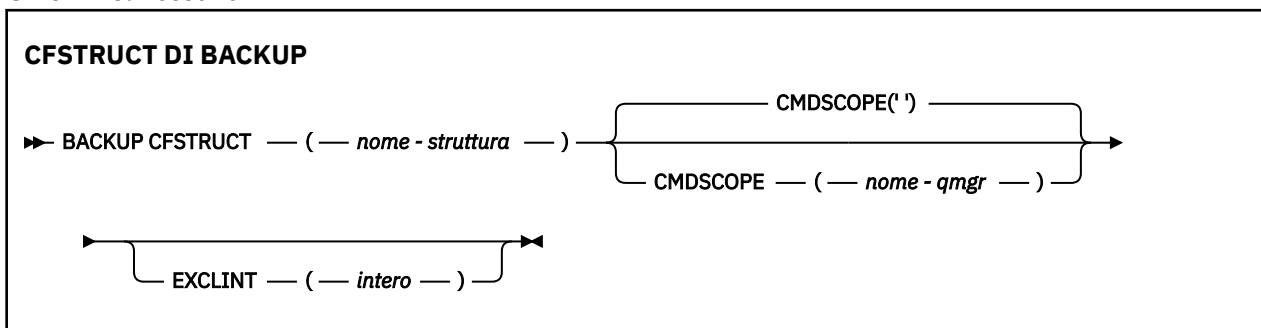 CFSTRUCT DI BACKUP
CMDSCOPE(' ')
BACKUP CFSTRUCT ( nome - struttura )
CMDSCOPE ( nome - qmgr )
EXCLINT ( intero )